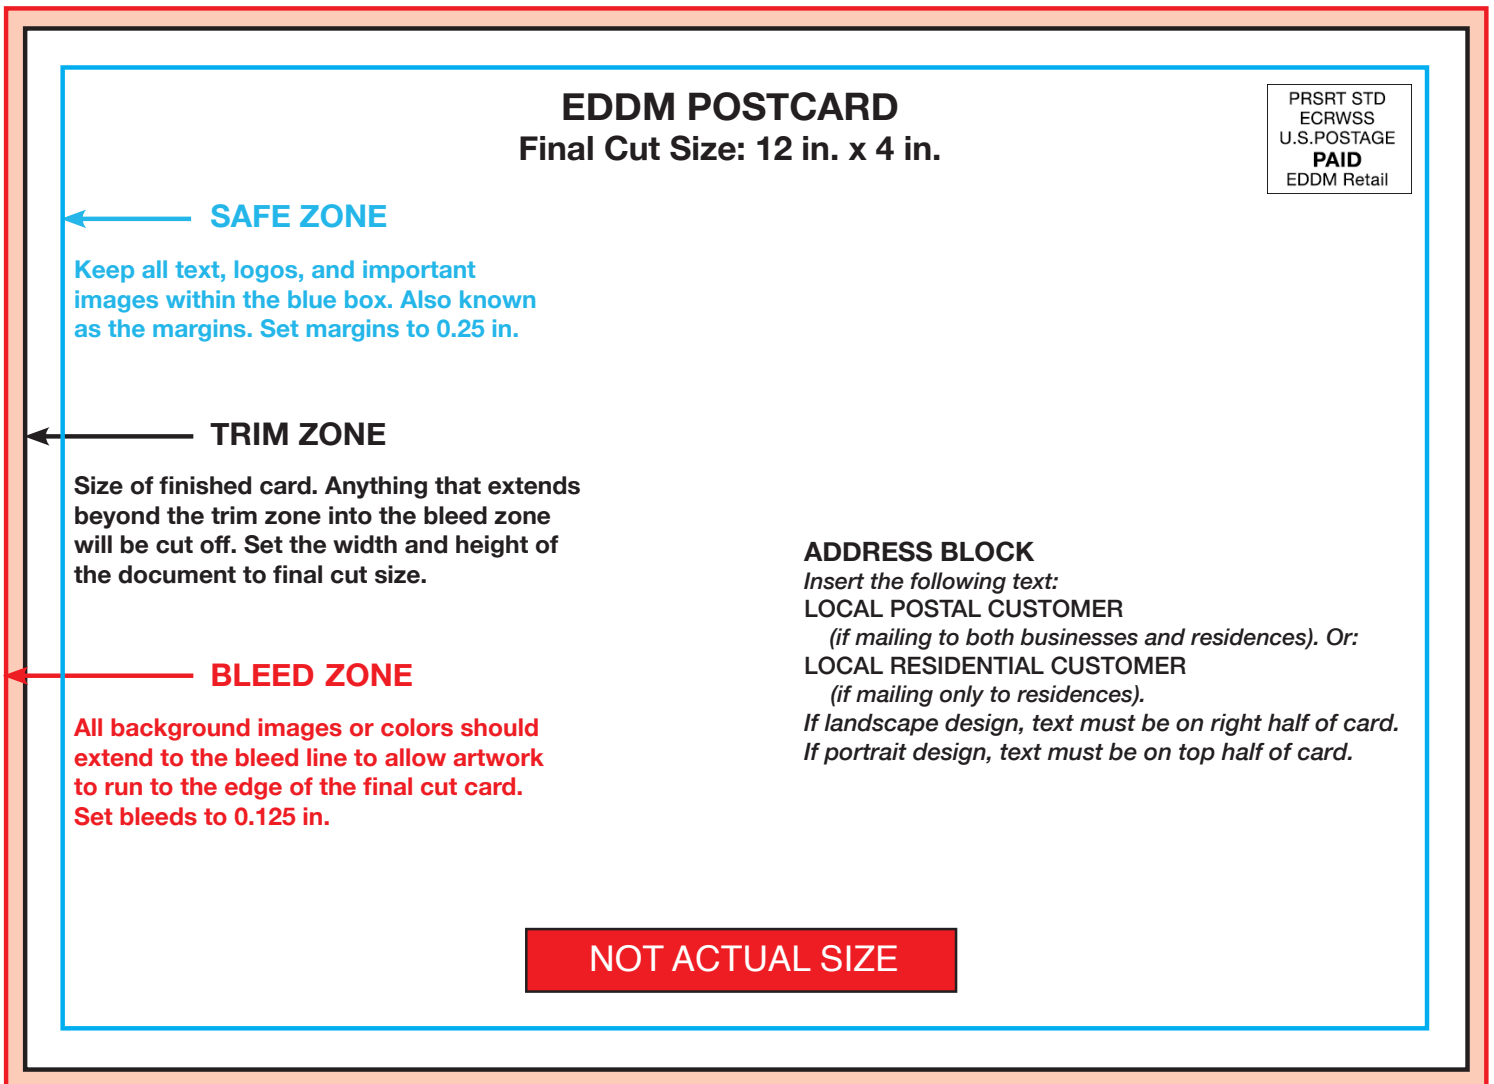 EDDM POSTCARD
Final Cut Size: 12 in. x 4 in.
PRSRT STD
ECRWSS
U.S.POSTAGE
PAID
EDDM Retail
SAFE ZONE
Keep all text, logos, and important
images within the blue box. Also known
as the margins. Set margins to 0.25 in.
TRIM ZONE
Size of finished card. Anything that extends
beyond the trim zone into the bleed zone
will be cut off. Set the width and height of
the document to final cut size.
BLEED ZONE
All background images or colors should
extend to the bleed line to allow artwork
to run to the edge of the final cut card.
Set bleeds to 0.125 in.
ADDRESS BLOCK
Insert the following text:
LOCAL POSTAL CUSTOMER
(if mailing to both businesses and residences). Or:
LOCAL RESIDENTIAL CUSTOMER
(if mailing only to residences).
If landscape design, text must be on right half of card.
If portrait design, text must be on top half of card.
NOT ACTUAL SIZE